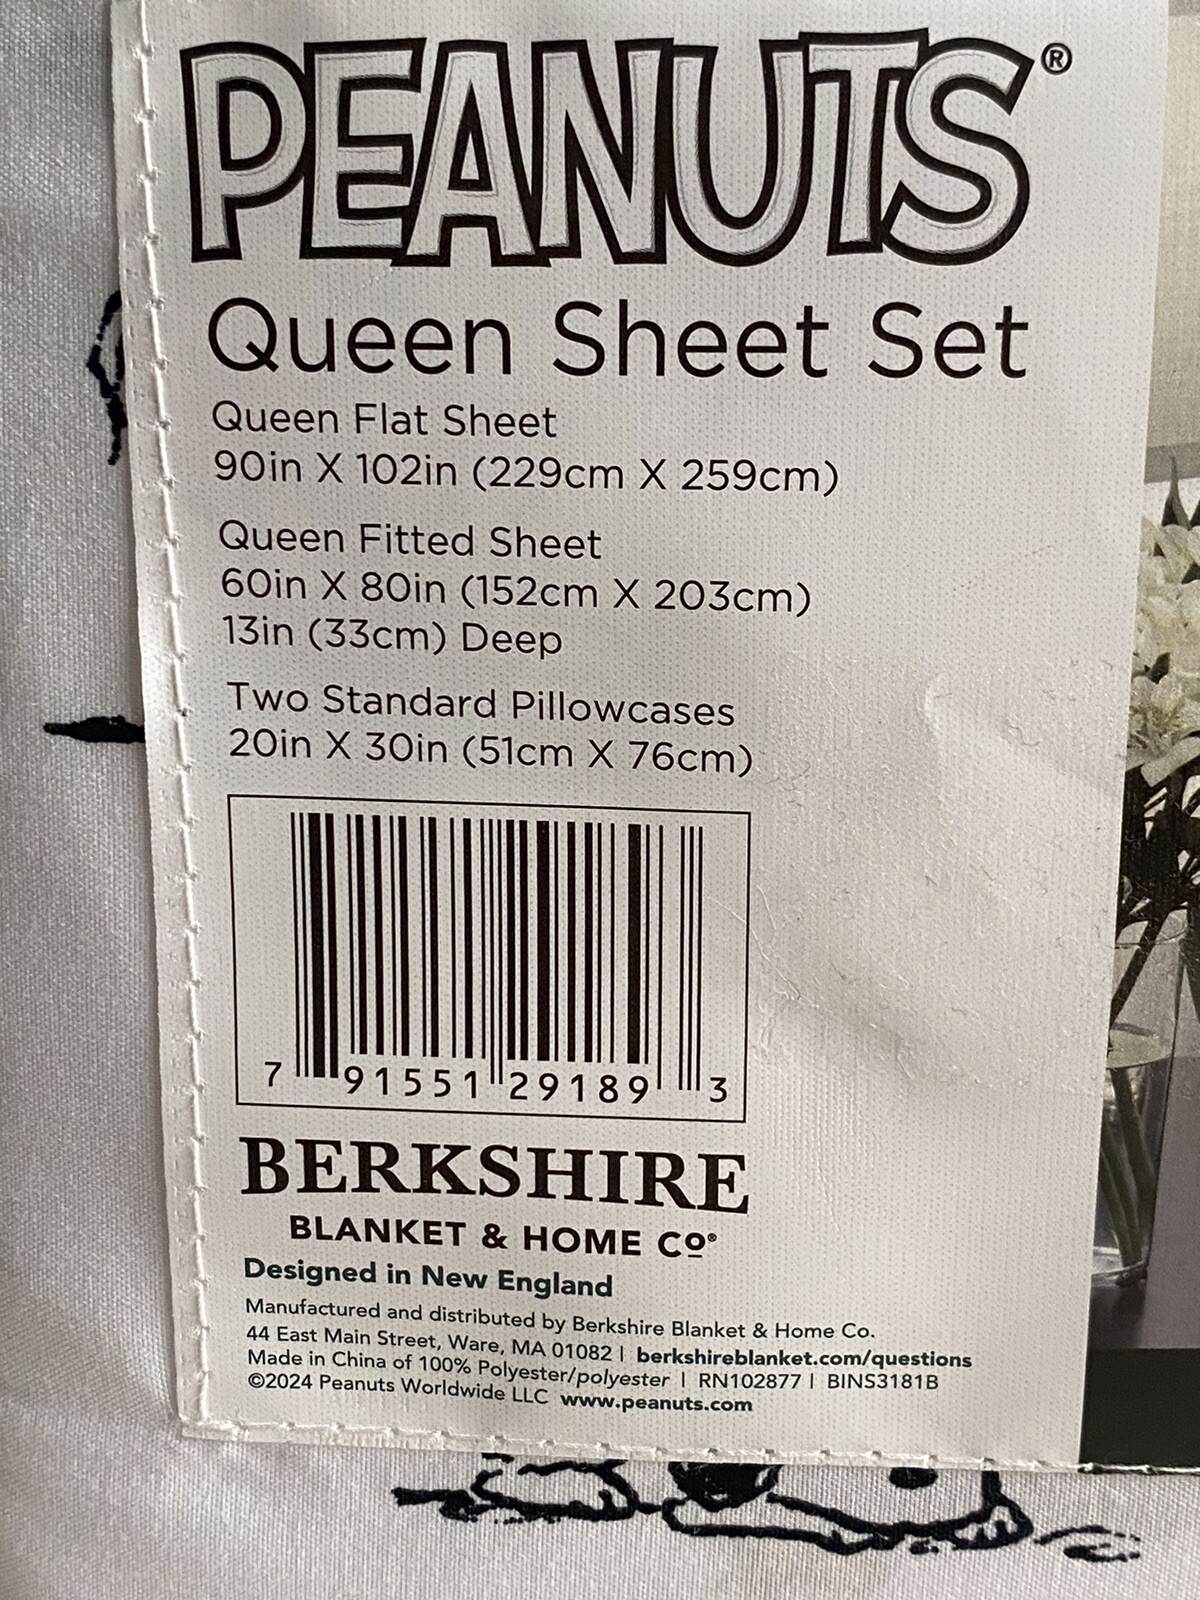 PEANUTS®
Queen Sheet Set
Queen Flat Sheet
90in X 102in (229cm X 259cm)
Queen Fitted Sheet
60in X 80in (152cm X 203cm)
13in (33cm) Deep
Two Standard Pillowcases
20in X 30in (51cm X 76cm)
7 91551 29189 3
BERKSHIRE
BLANKET & HOME Cº®
Designed in New England
Manufactured and distributed by Berkshire Blanket & Home Co.
44 East Main Street, Ware, MA 01082 | berkshireblanket.com/questions
Made in China of 100% Polyester/polyester | RN102877 | BINS3181B
©2024 Peanuts Worldwide LLC www.peanuts.com